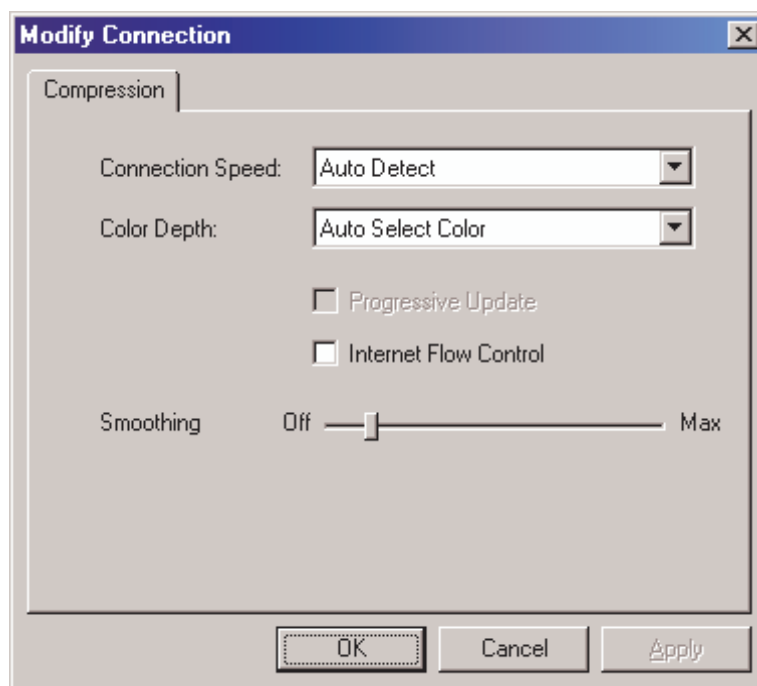 Modify Connection
Compression
Connection Speed: Auto Detect
Color Depth: Auto Select Color
Progressive Update
Internet Flow Control
Smoothing Off Max
OK Cancel Apply